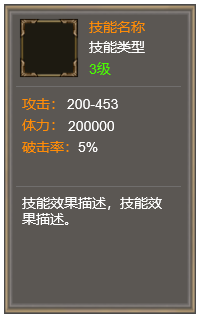 技能名称
技能类型
3级
攻击： 200-453
体力： 200000
破击率：5%
技能效果描述，技能效
果描述。